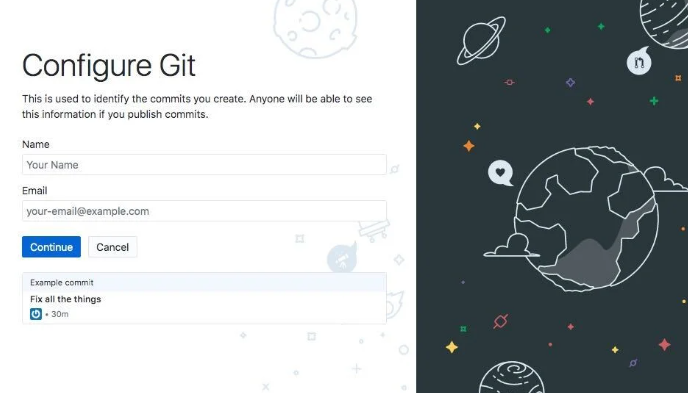 Configure Git
This is used to identify the commits you create. Anyone will be able to see
this information if you publish commits.
Name
Your Name
Email
your-email@example.com
Continue Cancel
Example commit
Fix all the things
• 30m